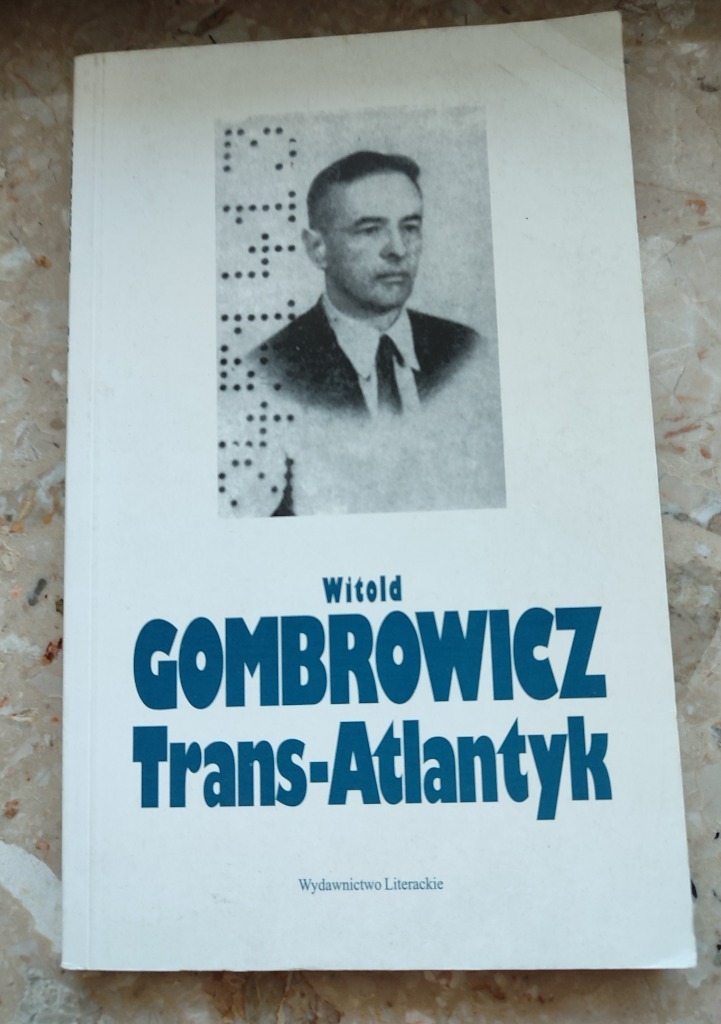 Witold
GOMBROWICZ
Trans-Atlantyk
Wydawnictwo Literackie